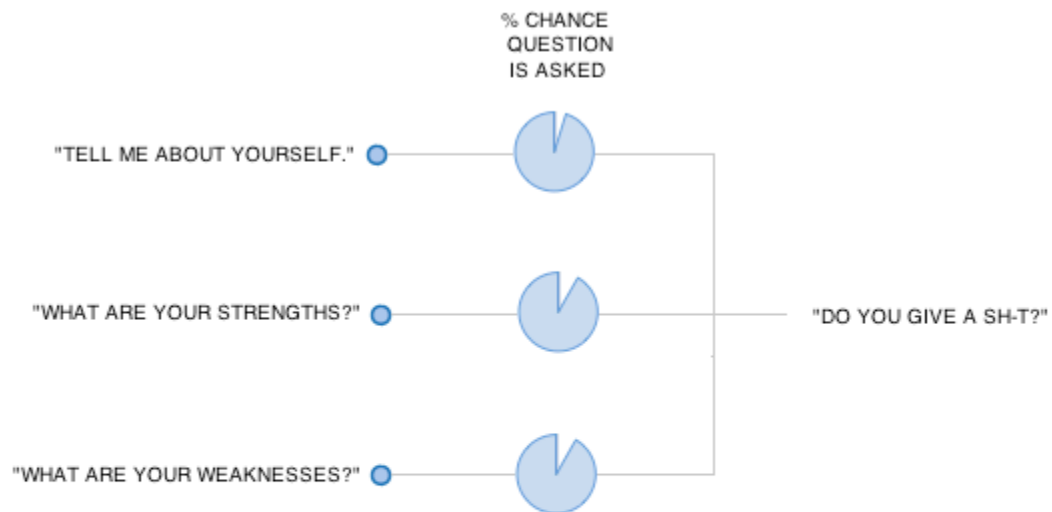 % CHANCE
QUESTION
IS ASKED
"TELL ME ABOUT YOURSELF."
"WHAT ARE YOUR STRENGTHS?"
"DO YOU GIVE A SH-T?"
"WHAT ARE YOUR WEAKNESSES?"